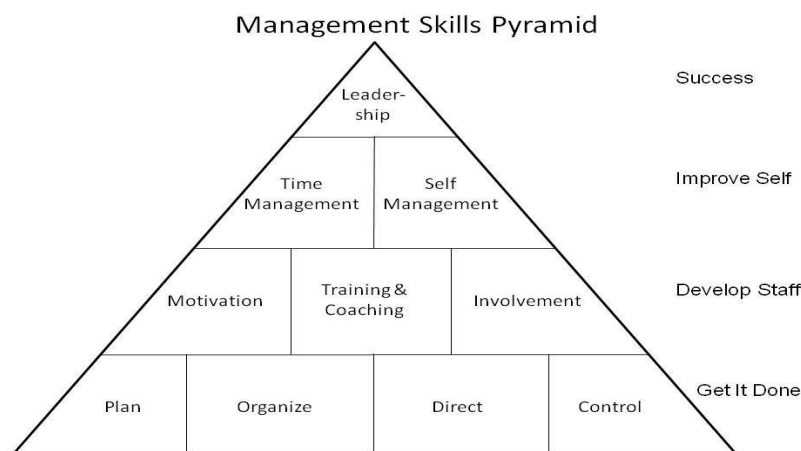 Management Skills Pyramid
Success
Leader-
ship
Improve Self
Time
Management
Self
Management
Develop Staff
Motivation
Training &
Coaching
Involvement
Get It Done
Plan
Organize
Direct
Control